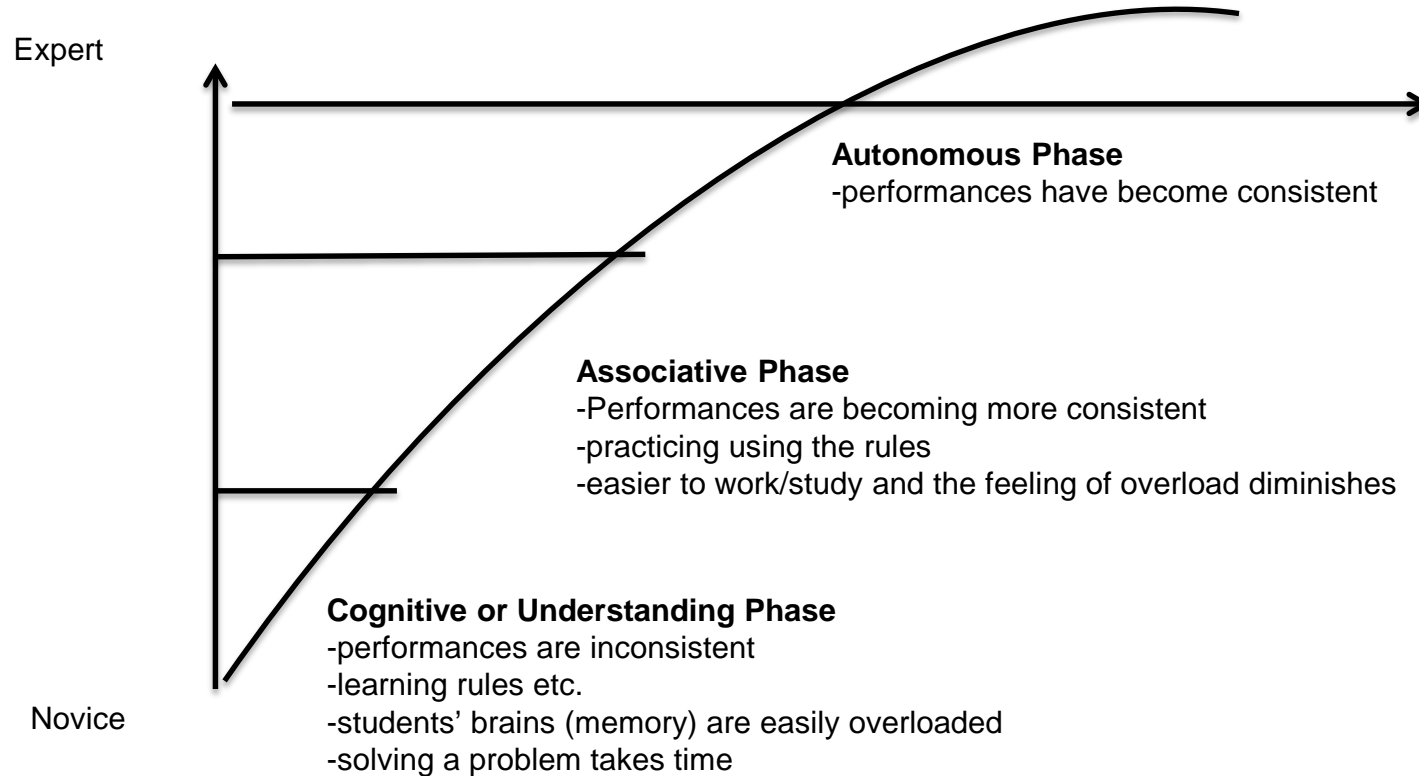 Expert
Autonomous Phase
-performances have become consistent
Associative Phase
-Performances are becoming more consistent
-practicing using the rules
-easier to work/study and the feeling of overload diminishes
Cognitive or Understanding Phase
-performances are inconsistent
-learning rules etc.
Novice
-students’ brains (memory) are easily overloaded
-solving a problem takes time